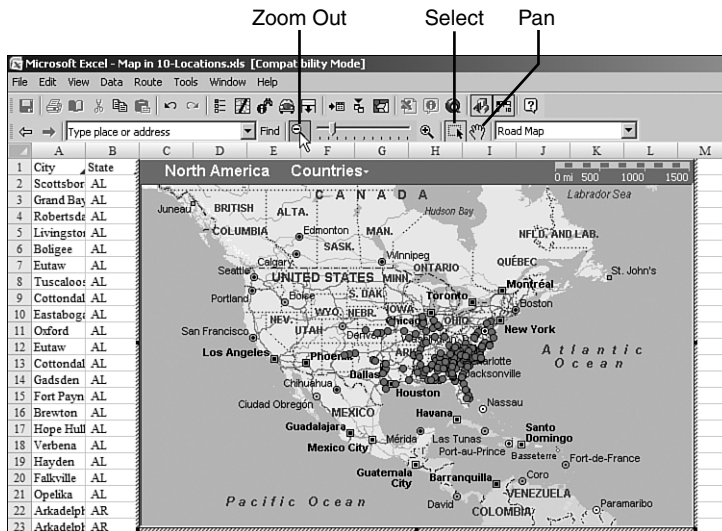 Zoom Out Select Pan
Microsoft Excel - Map in 10-Locations.xls [Compatibility Mode]
File Edit View Data Route Tools Window Help
Type place or address Find Road Map
A B C D E F G H I J K L M
1 City State
2 Scottsbor AL
3 Grand Bay AL
4 Robertsda AL
5 Livingston AL
6 Boligee AL
7 Eutaw AL
8 Tuscaloos AL
9 Cottondal AL
10 Eastaboga AL
11 Oxford AL
12 Eutaw AL
13 Cottondal AL
14 Gadsden AL
15 Fort Payn AL
16 Brewton AL
17 Hope Hull AL
18 Verbena AL
19 Hayden AL
20 Falkville AL
21 Opelika AL
22 Arkadelph AR
23 Arkadelph AR
North America Countries
0 mi 500 1000 1500
CANADA
Labrador Sea
Juneau
BRITISH
COLUMBIA
ALTA.
Hudson Bay
Edmonton
MAN.
NFLD. AND LAB.
SASK.
Calgary
Winnipeg
ONTARIO
QUÉBEC
St. John's
Seattle
UNITED STATES
MINN.
Montréal
Portland
Boise
S. DAK.
Toronto
Boston
WYO.
NEBR.
IOWA
Chicago
OHIO
New York
San Francisco
NEV.
UTAH
Denver
Washington
Los Angeles
Phoenix
ARK
Charlotte
Atlantic
Ocean
Dallas
Jacksonville
Chihuahua
Houston
Ciudad Obregón
MEXICO
Nassau
Guadalajara
Havana
Mexico City
Mérida
Las Tunas
Santo
Domingo
Port-au-Prince
Basseterre
Fort-de-France
Guatemala
City
Barranquilla
Coro
Pacific Ocean
David
VENEZUELA
COLOMBIA
Paramaribo